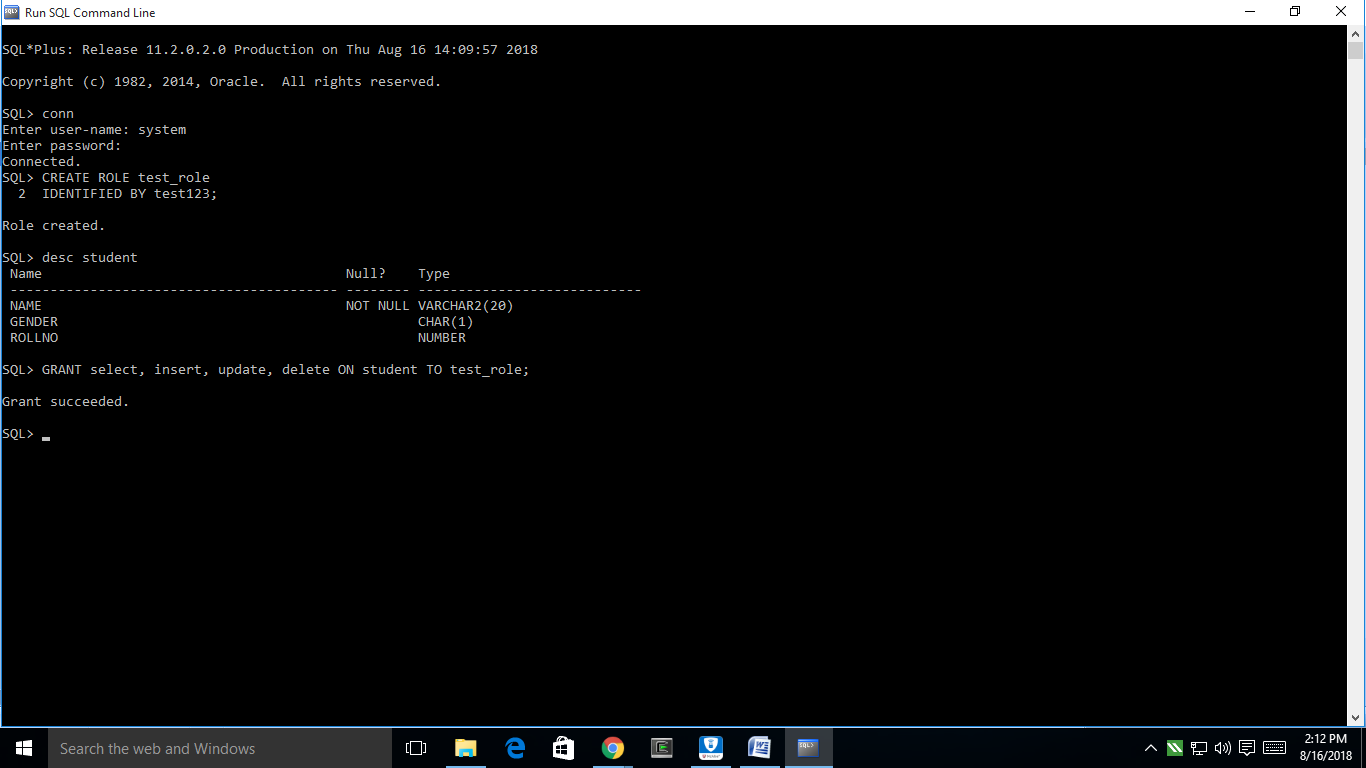 Run SQL Command Line
SQL*Plus: Release 11.2.0.2.0 Production on Thu Aug 16 14:09:57 2018
Copyright (c) 1982, 2014, Oracle.  All rights reserved.
SQL> conn
Enter user-name: system
Enter password:
Connected.
SQL> CREATE ROLE test_role
  2  IDENTIFIED BY test123;
Role created.
SQL> desc student
 Name                                      Null?    Type
 ----------------------------------------- -------- ----------------------------
 NAME                                      NOT NULL VARCHAR2(20)
 GENDER                                             CHAR(1)
 ROLLNO                                             NUMBER
SQL> GRANT select, insert, update, delete ON student TO test_role;
Grant succeeded.
SQL>
Search the web and Windows
2:12 PM
8/16/2018